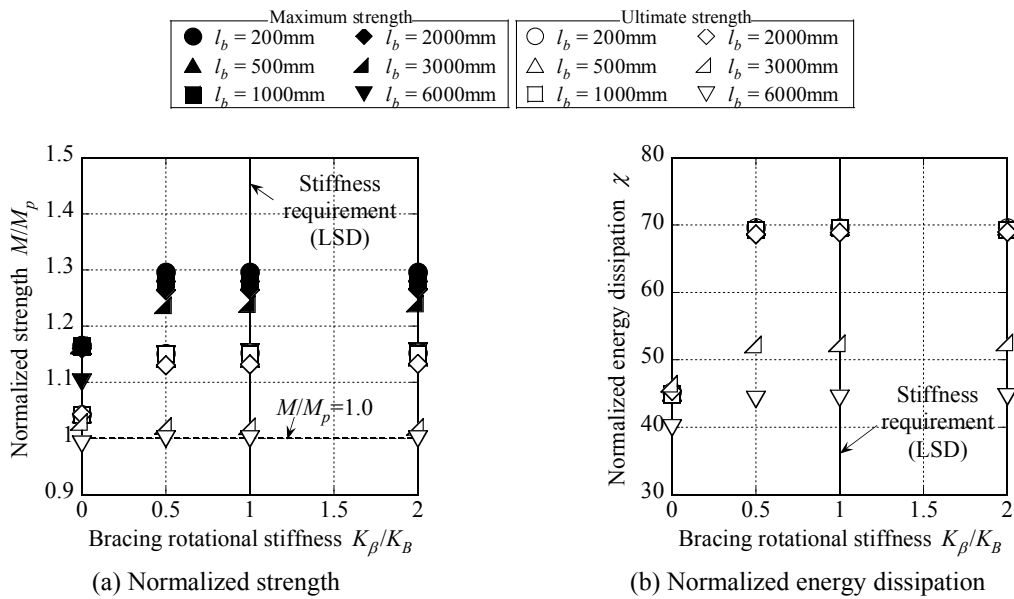 Maximum strength
l_b = 200mm
l_b = 2000mm
l_b = 500mm
l_b = 3000mm
l_b = 1000mm
l_b = 6000mm
Ultimate strength
l_b = 200mm
l_b = 2000mm
l_b = 500mm
l_b = 3000mm
l_b = 1000mm
l_b = 6000mm
Normalized strength M/M_p
1.5
1.4
1.3
1.2
1.1
1
0.9
Stiffness
requirement
(LSD)
M/M_p=1.0
0
0.5
1
1.5
2
Bracing rotational stiffness K_β/K_B
(a) Normalized strength
Normalized energy dissipation χ
80
70
60
50
40
30
Stiffness
requirement
(LSD)
0
0.5
1
1.5
2
Bracing rotational stiffness K_β/K_B
(b) Normalized energy dissipation